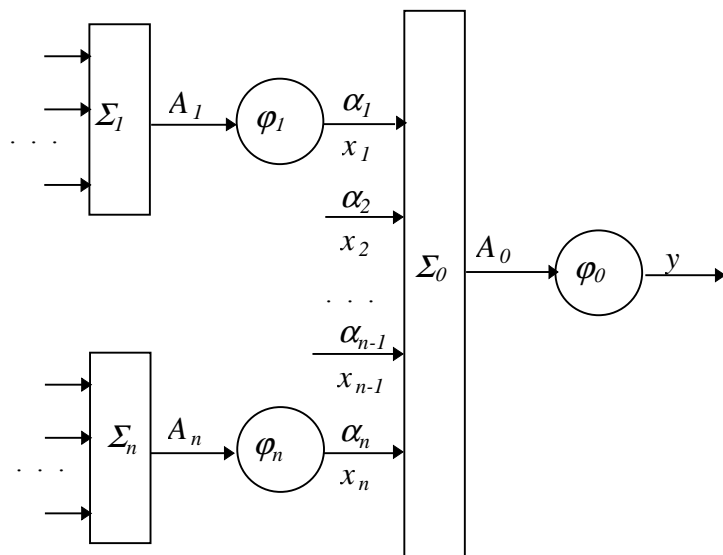 Σ₁
A₁
φ₁
α₁
x₁
. . .
α₂
x₂
Σ₀
A₀
φ₀
y
. . .
αₙ₋₁
xₙ₋₁
Σₙ
Aₙ
φₙ
αₙ
xₙ
. . .